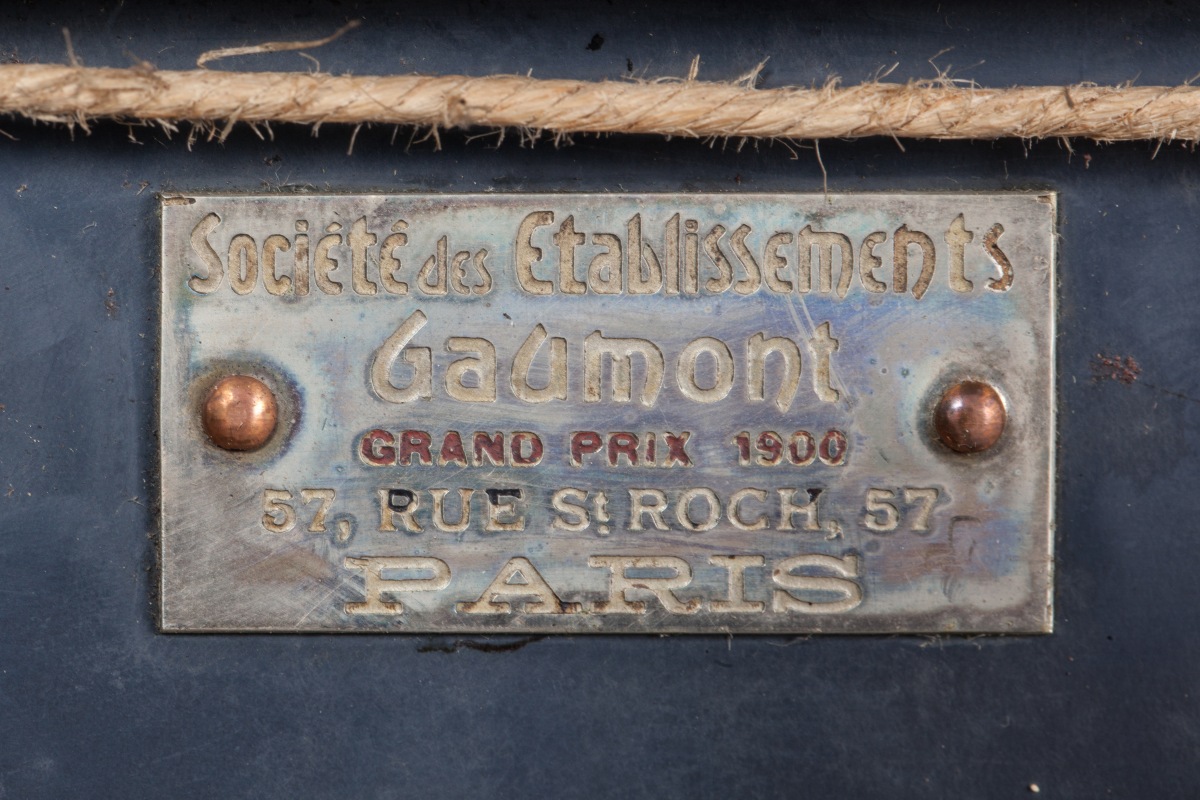 Société des Etablissements
Gaumont
GRAND PRIX 1900
57, RUE St ROCH, 57
PARIS